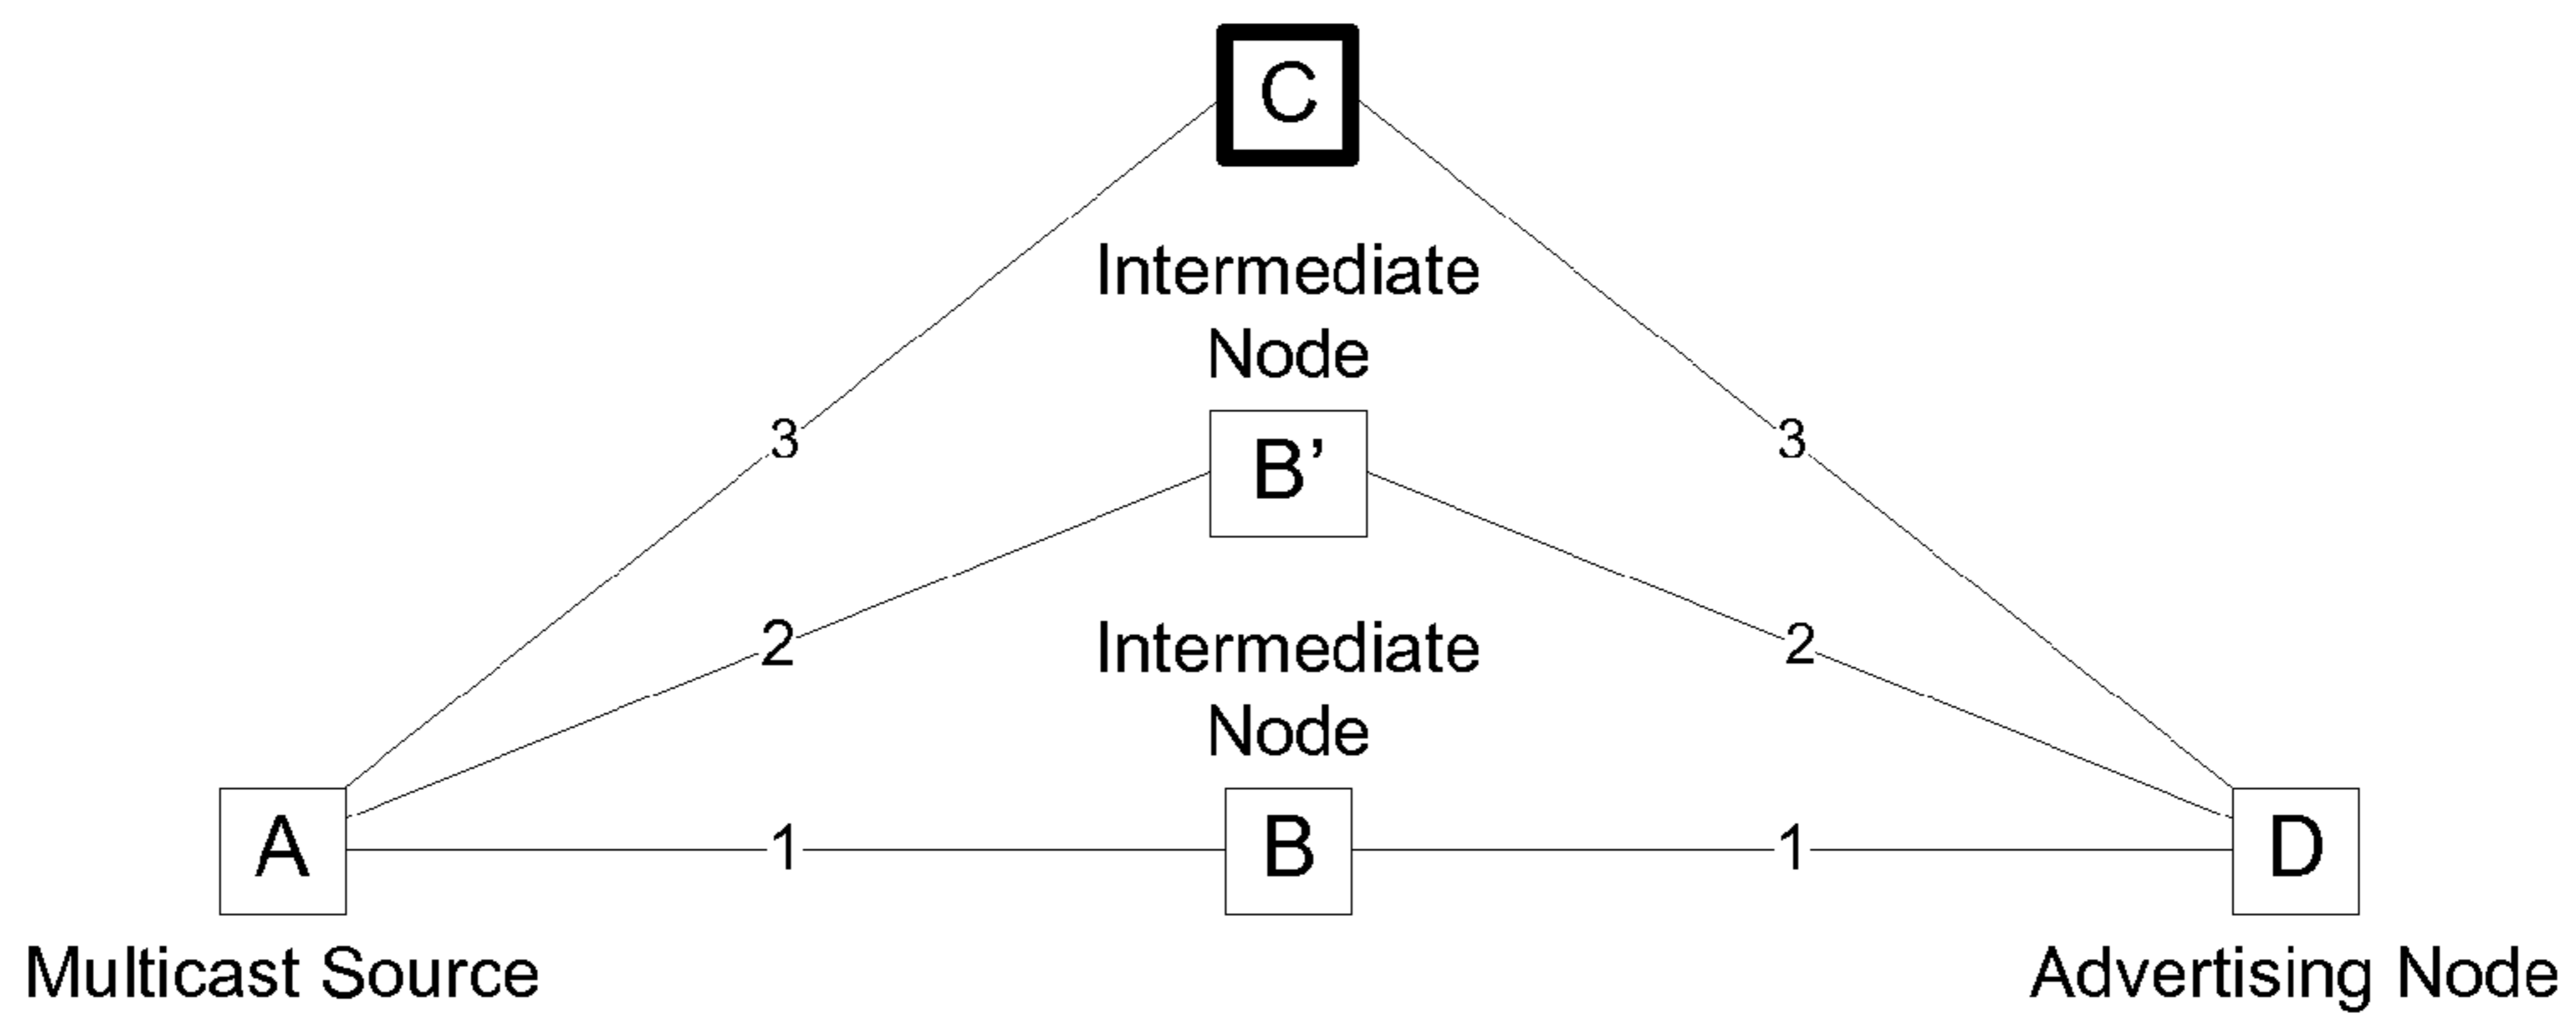 C
Intermediate
Node
3
3
B’
2
2
Intermediate
Node
A
1
B
1
D
Multicast Source
Advertising Node